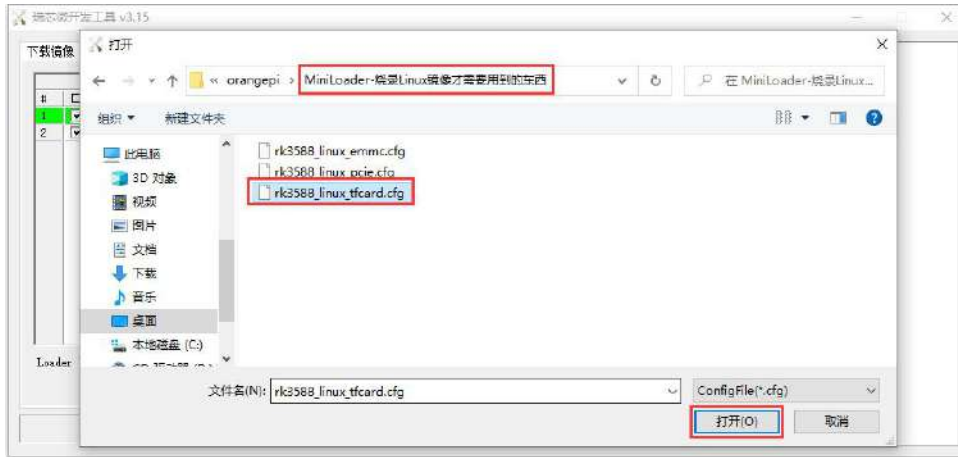 瑞芯微开发工具 v3.15
下载镜像
打开
« orangepi › MiniLoader-烧录Linux镜像才需要用到的东西
在 MiniLoader-烧录Linux...
组织
新建文件夹
#
1
2
此电脑
3D 对象
视频
图片
文档
下载
音乐
桌面
本地磁盘 (C:)
rk3588_linux_emmc.cfg
rk3588_linux_pcie.cfg
rk3588_linux_tfcard.cfg
Loader
文件名(N):
rk3588_linux_tfcard.cfg
ConfigFile(*.cfg)
打开(O)
取消